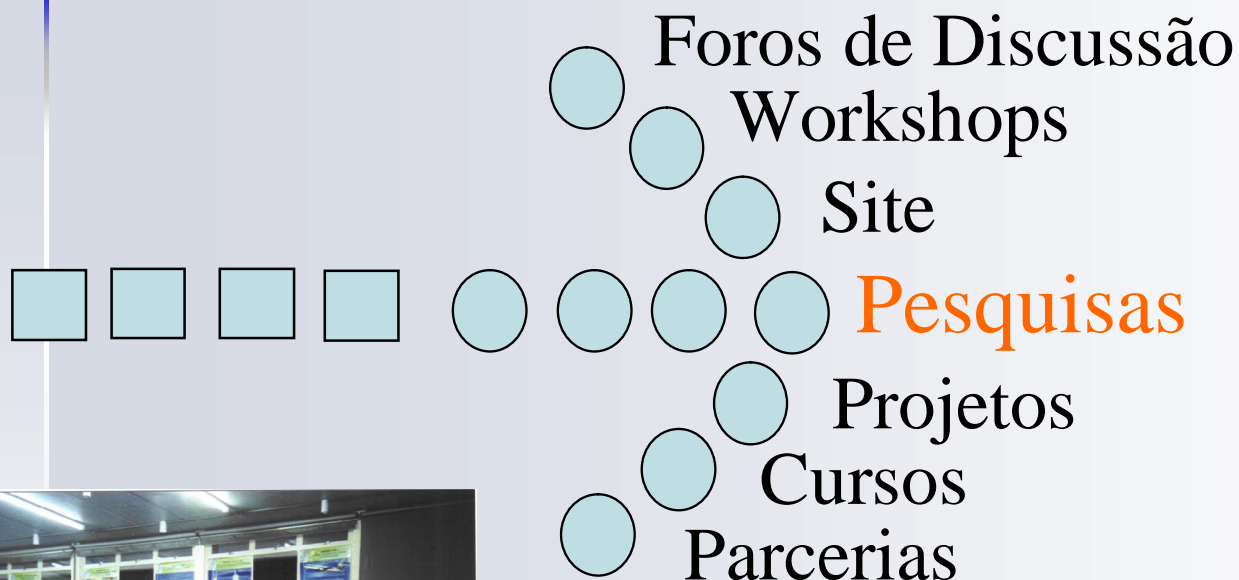 Foros de Discussão
Workshops
Site
Pesquisas
Projetos
Cursos
Parcerias